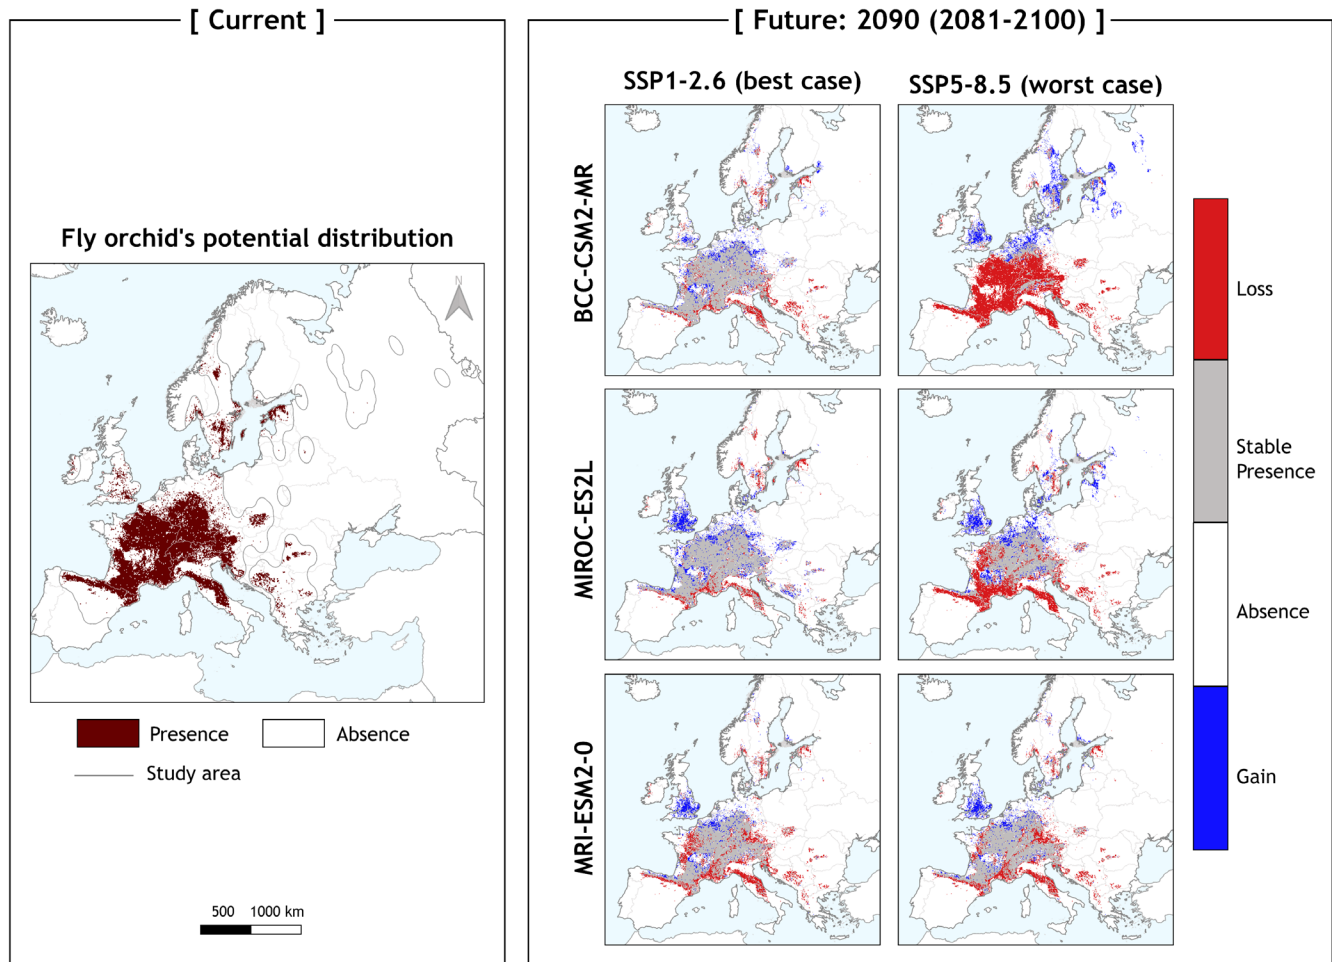 [ Current ]
Fly orchid's potential distribution
N
Presence
Absence
Study area
500 1000 km
[ Future: 2090 (2081-2100) ]
SSP1-2.6 (best case)
SSP5-8.5 (worst case)
BCC-CSM2-MR
MIROC-ES2L
MRI-ESM2-0
Loss
Stable
Presence
Absence
Gain